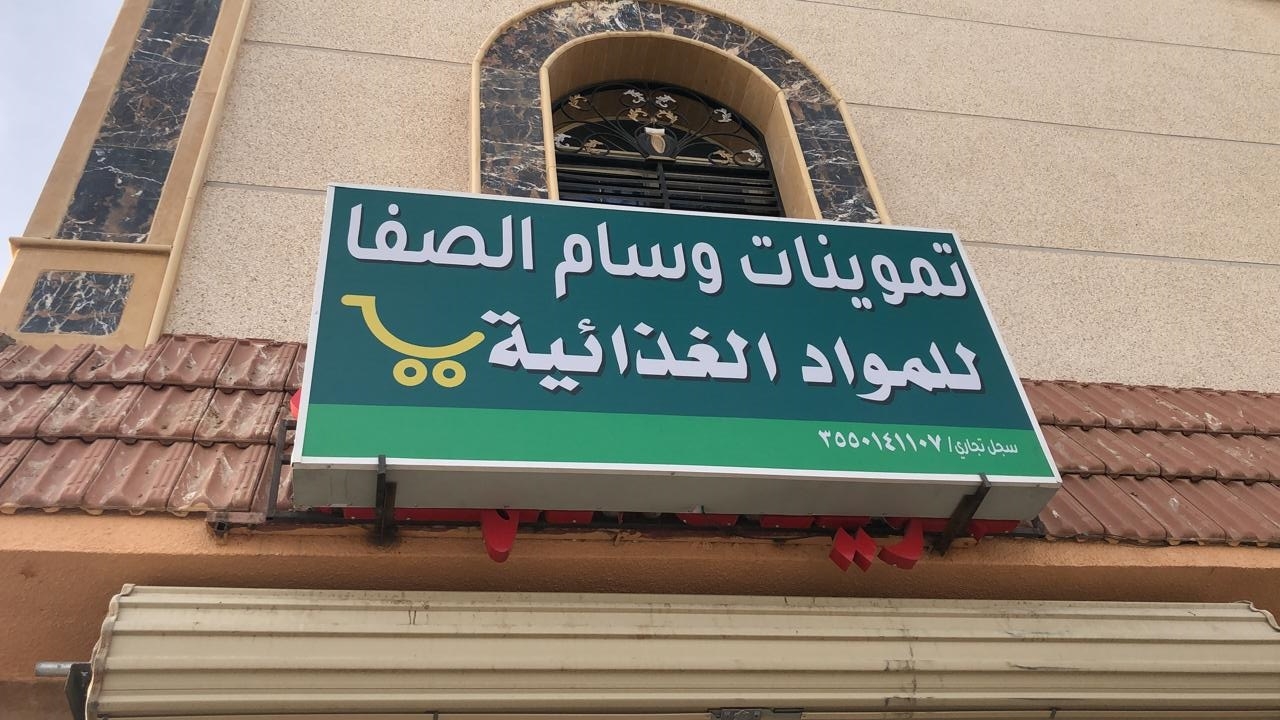 تموينات وسام الصفا
للمواد الغذائية
سجل تجاري/ ٣٥٥٠١٤١١٠٧